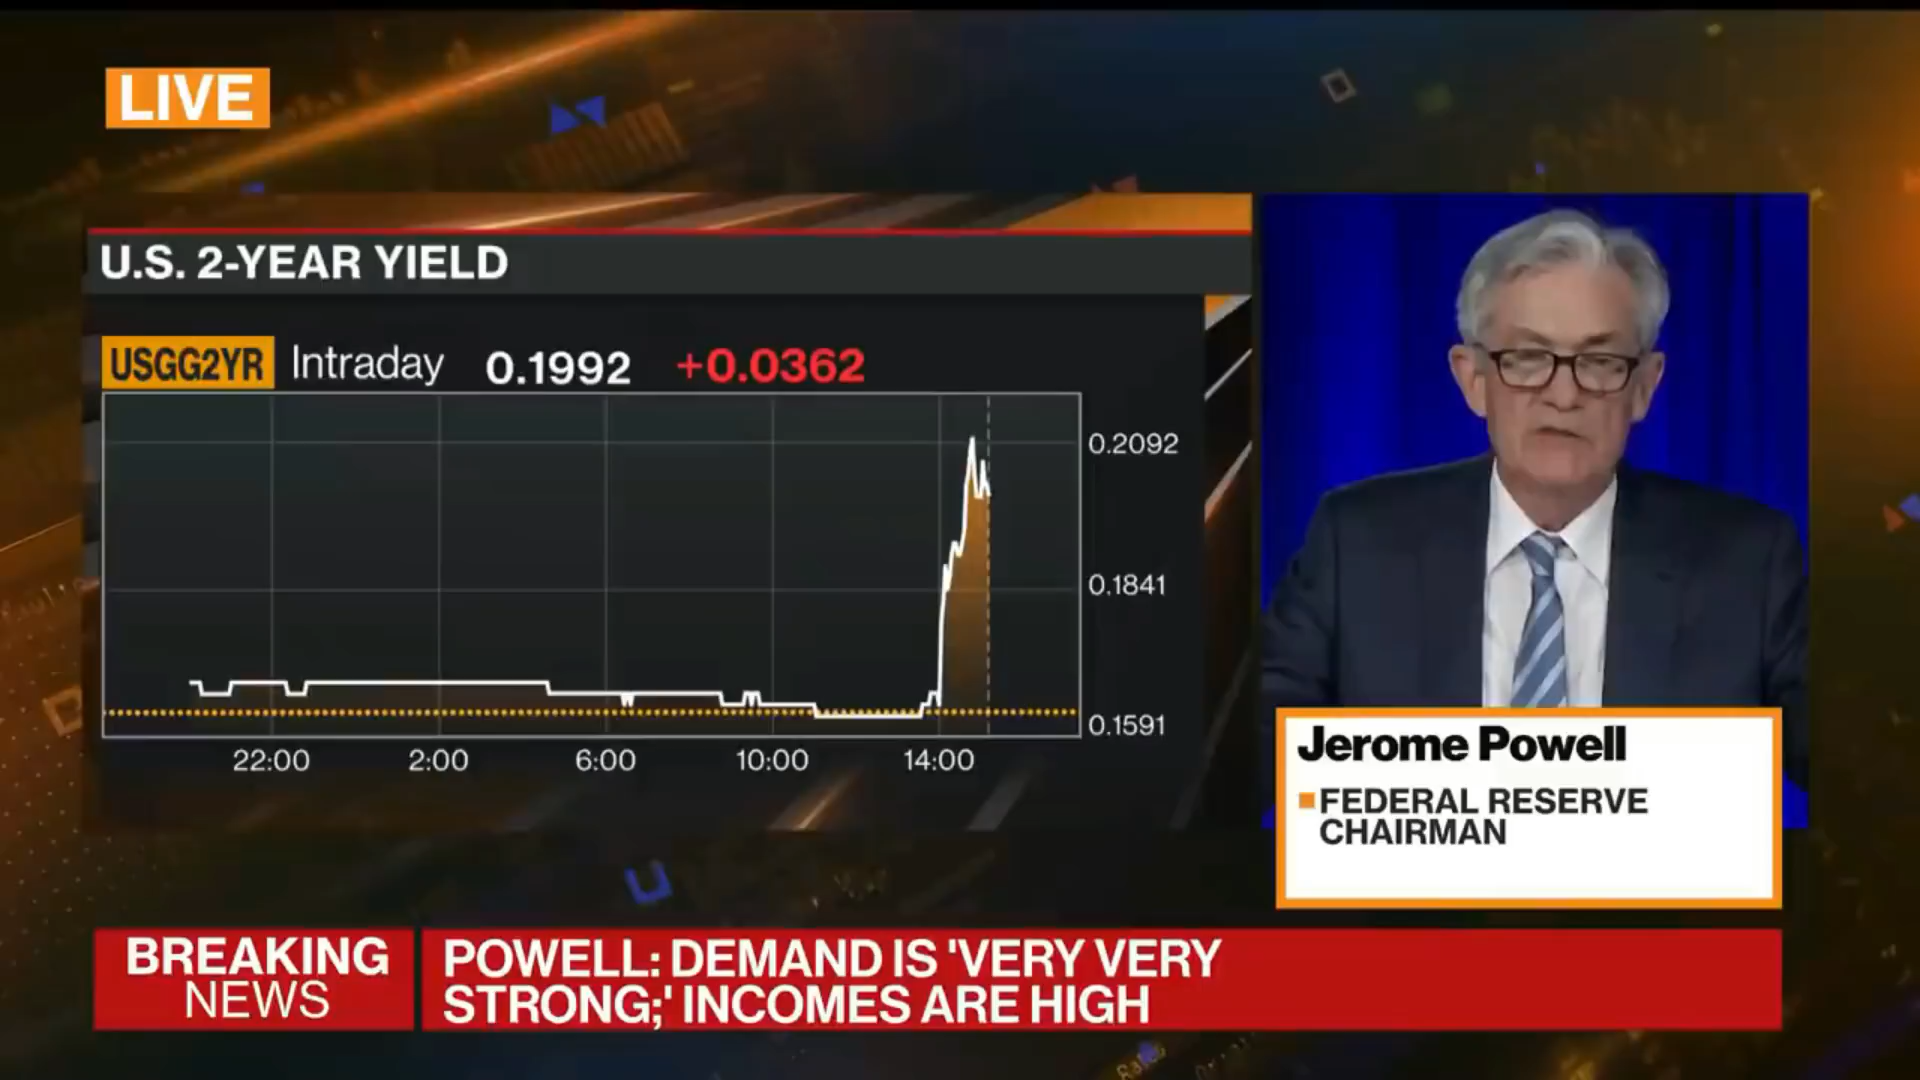 LIVE
U.S. 2-YEAR YIELD
USGG2YR Intraday 0.1992 +0.0362
0.2092
0.1841
0.1591
22:00 2:00 6:00 10:00 14:00
Jerome Powell
FEDERAL RESERVE
CHAIRMAN
BREAKING
NEWS
POWELL: DEMAND IS 'VERY VERY
STRONG;' INCOMES ARE HIGH